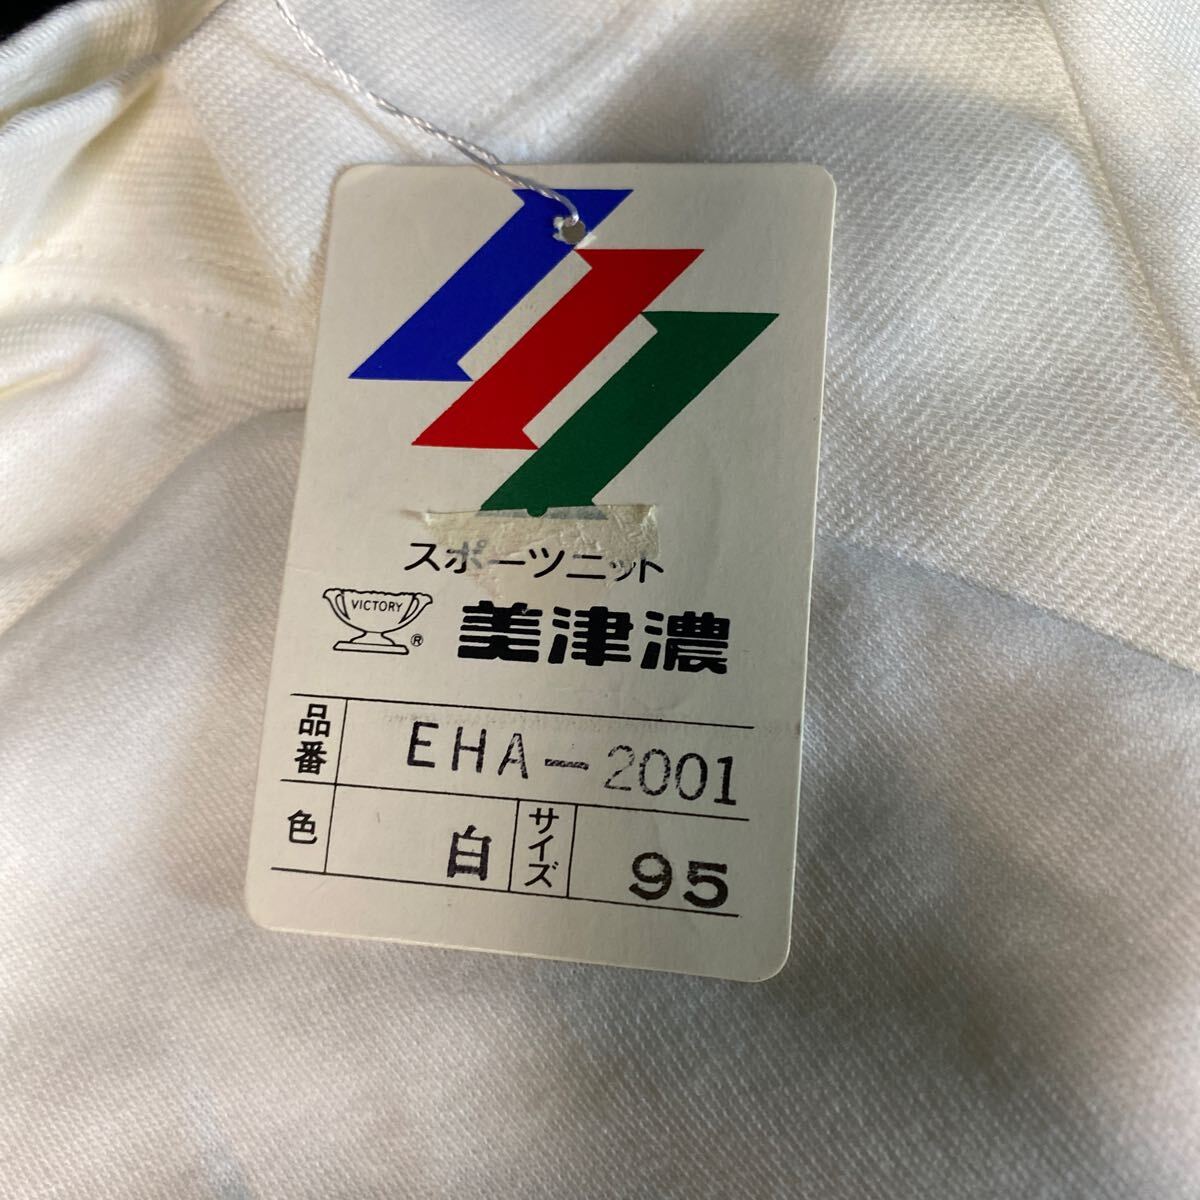 スポーツニット
VICTORY ® 美津濃
品番 EHA-2001
色 白 サイズ 95